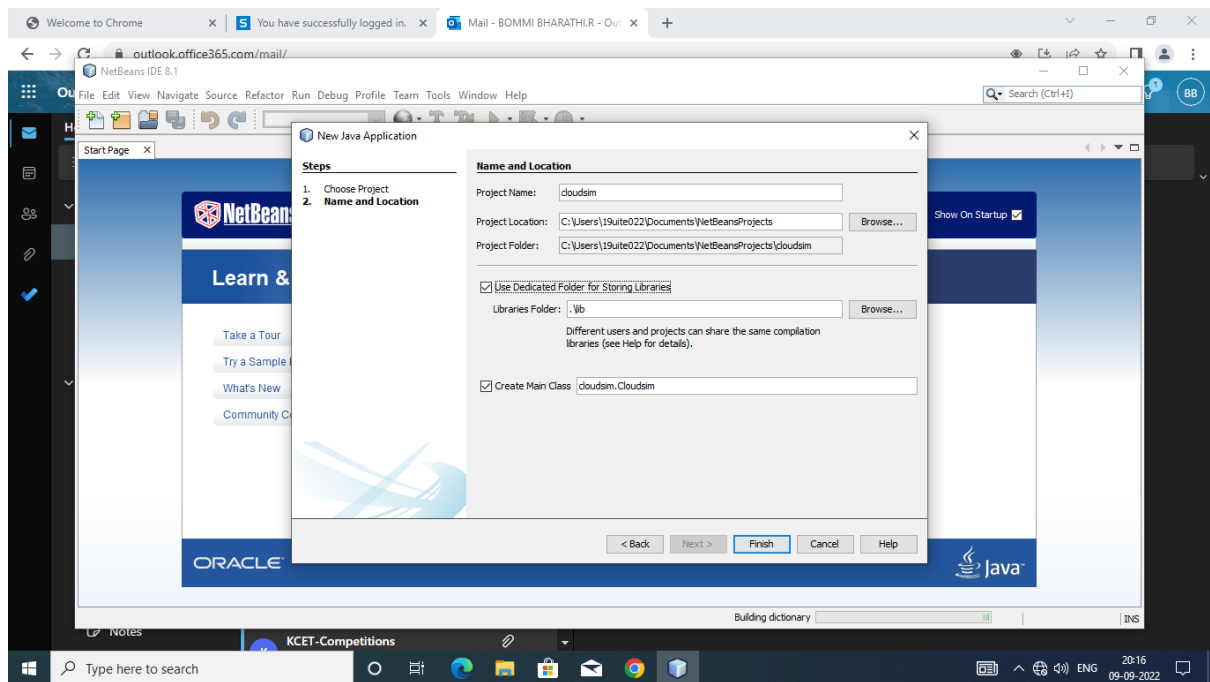 Welcome to Chrome
You have successfully logged in.
Mail - BOMMI BHARATHI.R - Out
outlook.office365.com/mail/
NetBeans IDE 8.1
File Edit View Navigate Source Refactor Run Debug Profile Team Tools Window Help
Search (Ctrl+I)
BB
Start Page
New Java Application
Steps
1. Choose Project
2. Name and Location
Name and Location
Project Name: cloudsim
Project Location: C:\Users\19uite022\Documents\NetBeansProjects Browse...
Project Folder: C:\Users\19uite022\Documents\NetBeansProjects\cloudsim
Use Dedicated Folder for Storing Libraries
Libraries Folder: .\lib Browse...
Different users and projects can share the same compilation
libraries (see Help for details).
Create Main Class cloudsim.Cloudsim
< Back Next > Finish Cancel Help
NetBeans
Show On Startup
Learn &
Take a Tour
Try a Sample
What's New
Community
ORACLE
Java
Building dictionary
INS
Notes
KCET-Competitions
Type here to search
ENG
20:16
09-09-2022